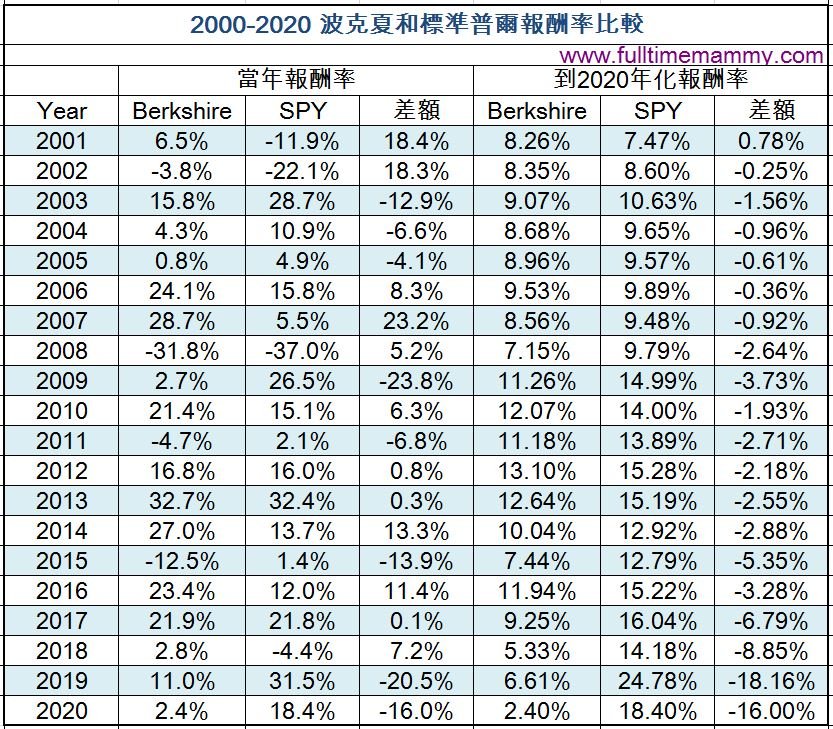 2000-2020 波克夏和標準普爾報酬率比較
www.fulltimemammy.com
當年報酬率 到2020年化報酬率
Year Berkshire SPY 差額 Berkshire SPY 差額
2001 6.5% -11.9% 18.4% 8.26% 7.47% 0.78%
2002 -3.8% -22.1% 18.3% 8.35% 8.60% -0.25%
2003 15.8% 28.7% -12.9% 9.07% 10.63% -1.56%
2004 4.3% 10.9% -6.6% 8.68% 9.65% -0.96%
2005 0.8% 4.9% -4.1% 8.96% 9.57% -0.61%
2006 24.1% 15.8% 8.3% 9.53% 9.89% -0.36%
2007 28.7% 5.5% 23.2% 8.56% 9.48% -0.92%
2008 -31.8% -37.0% 5.2% 7.15% 9.79% -2.64%
2009 2.7% 26.5% -23.8% 11.26% 14.99% -3.73%
2010 21.4% 15.1% 6.3% 12.07% 14.00% -1.93%
2011 -4.7% 2.1% -6.8% 11.18% 13.89% -2.71%
2012 16.8% 16.0% 0.8% 13.10% 15.28% -2.18%
2013 32.7% 32.4% 0.3% 12.64% 15.19% -2.55%
2014 27.0% 13.7% 13.3% 10.04% 12.92% -2.88%
2015 -12.5% 1.4% -13.9% 7.44% 12.79% -5.35%
2016 23.4% 12.0% 11.4% 11.94% 15.22% -3.28%
2017 21.9% 21.8% 0.1% 9.25% 16.04% -6.79%
2018 2.8% -4.4% 7.2% 5.33% 14.18% -8.85%
2019 11.0% 31.5% -20.5% 6.61% 24.78% -18.16%
2020 2.4% 18.4% -16.0% 2.40% 18.40% -16.00%